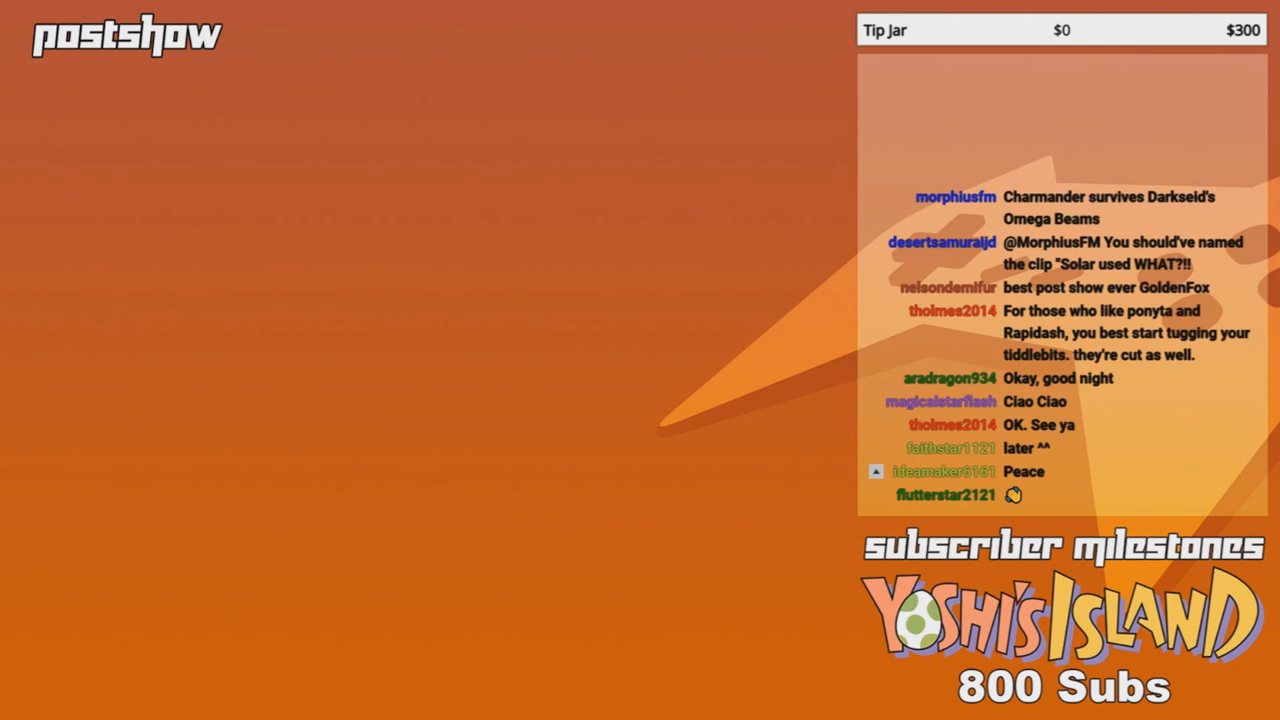 postshow
Tip Jar $0 $300
morphiusfm Charmander survives Darkseid's
Omega Beams
desertsamuraijd @MorphiusFM You should've named
the clip "Solar used WHAT?!!
nelsondemifur best post show ever GoldenFox
tholmes2014 For those who like ponyta and
Rapidash, you best start tugging your
tiddlebits. they're cut as well.
aradragon934 Okay, good night
magicalstarflash Ciao Ciao
tholmes2014 OK. See ya
faithstar1121 later ^^
ideamaker6161 Peace
flutterstar2121
subscriber milestones
YOSHI'S ISLAND
800 Subs